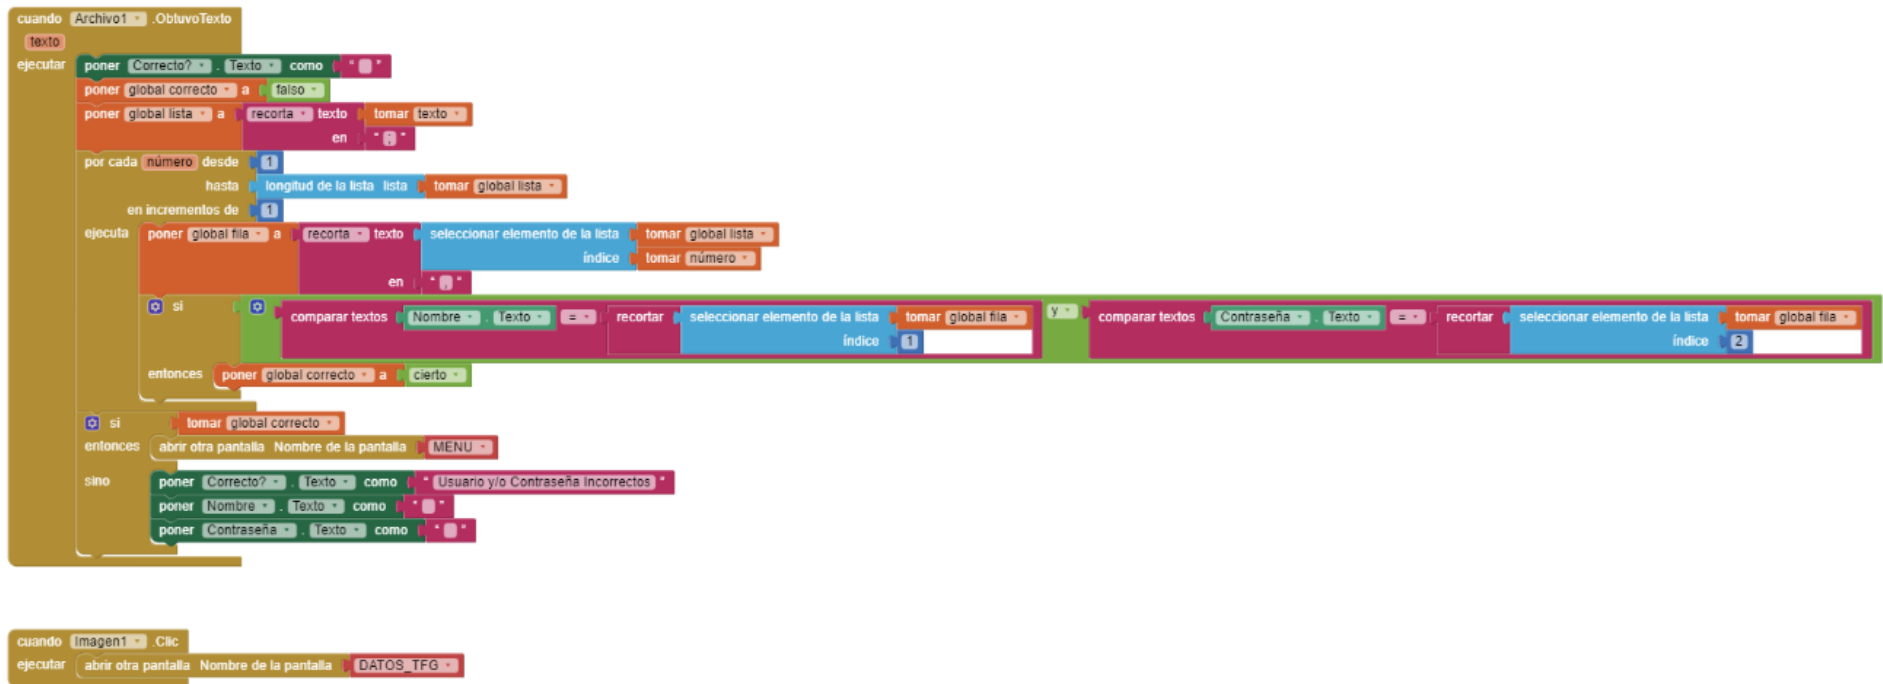 cuando Archivo1 .ObtuvoTexto
texto
ejecutar poner Correcto? . Texto como " "
poner global correcto a falso
poner global lista a recorta texto tomar texto
en " ; "
por cada número desde 1
hasta longitud de la lista lista tomar global lista
en incrementos de 1
ejecuta poner global fila a recorta texto seleccionar elemento de la lista tomar global lista
índice tomar número
en " , "
si comparar textos Nombre . Texto = recortar seleccionar elemento de la lista tomar global fila y comparar textos Contraseña . Texto = recortar seleccionar elemento de la lista tomar global fila
índice 1 índice 2
entonces poner global correcto a cierto
si tomar global correcto
entonces abrir otra pantalla Nombre de la pantalla MENU
sino poner Correcto? . Texto como " Usuario y/o Contraseña Incorrectos "
poner Nombre . Texto como " "
poner Contraseña . Texto como " "
cuando Imagen1 .Clic
ejecutar abrir otra pantalla Nombre de la pantalla DATOS_TFG